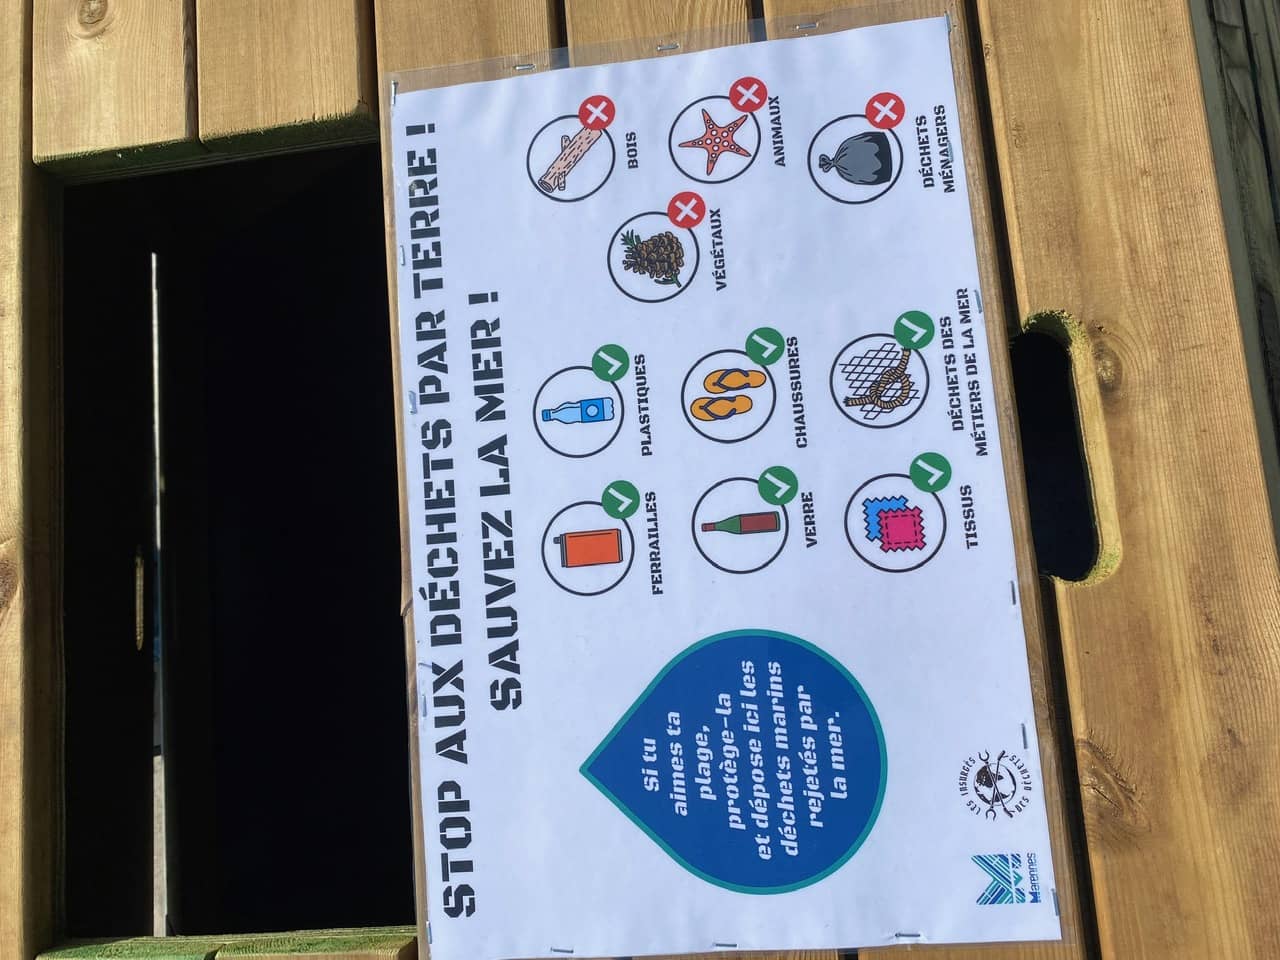 STOP AUX DÉCHETS PAR TERRE !
SAUVEZ LA MER !
Si tu
aimes ta
plage,
protège-la
et dépose ici les
déchets marins
rejetés par
la mer.
FERRAILLES
PLASTIQUES
VÉGÉTAUX
BOIS
VERRE
CHAUSSURES
ANIMAUX
TISSUS
DÉCHETS DES
MÉTIERS DE LA MER
DÉCHETS
MÉNAGERS
Marennes
LES INSURGÉS
DES DÉCHETS